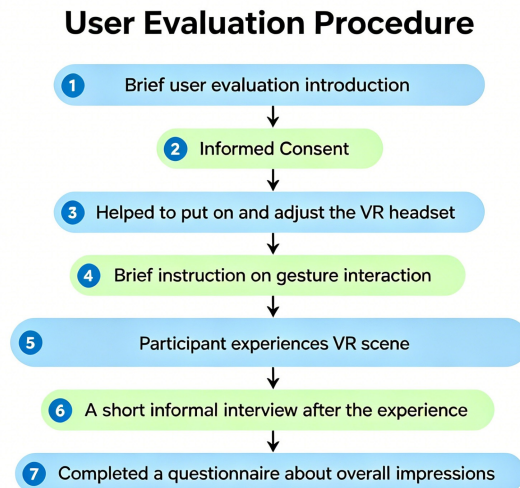 User Evaluation Procedure
1 Brief user evaluation introduction
2 Informed Consent
3 Helped to put on and adjust the VR headset
4 Brief instruction on gesture interaction
5 Participant experiences VR scene
6 A short informal interview after the experience
7 Completed a questionnaire about overall impressions